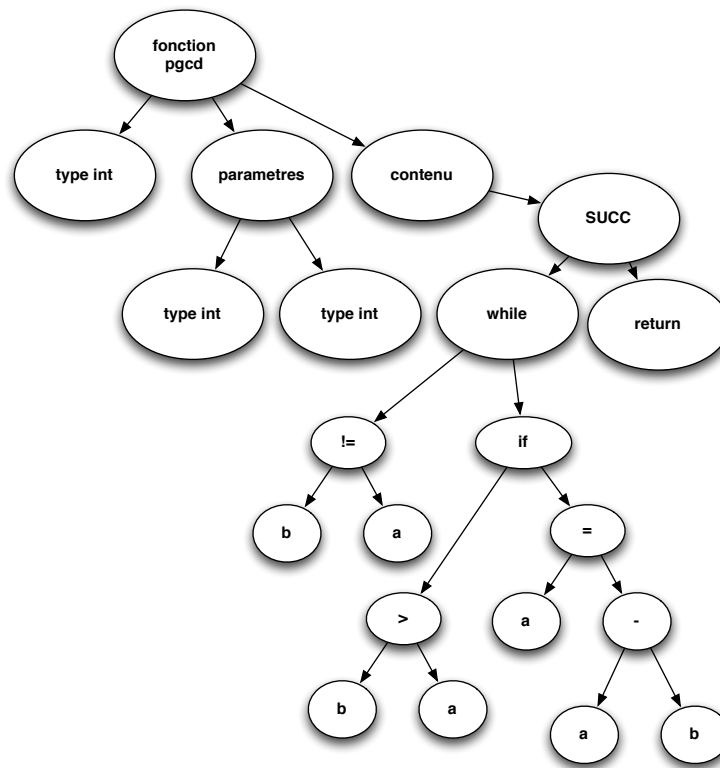 fonction
pgcd
type int
parametres
contenu
SUCC
type int
type int
while
return
!=
if
b
a
=
>
a
-
b
a
a
b